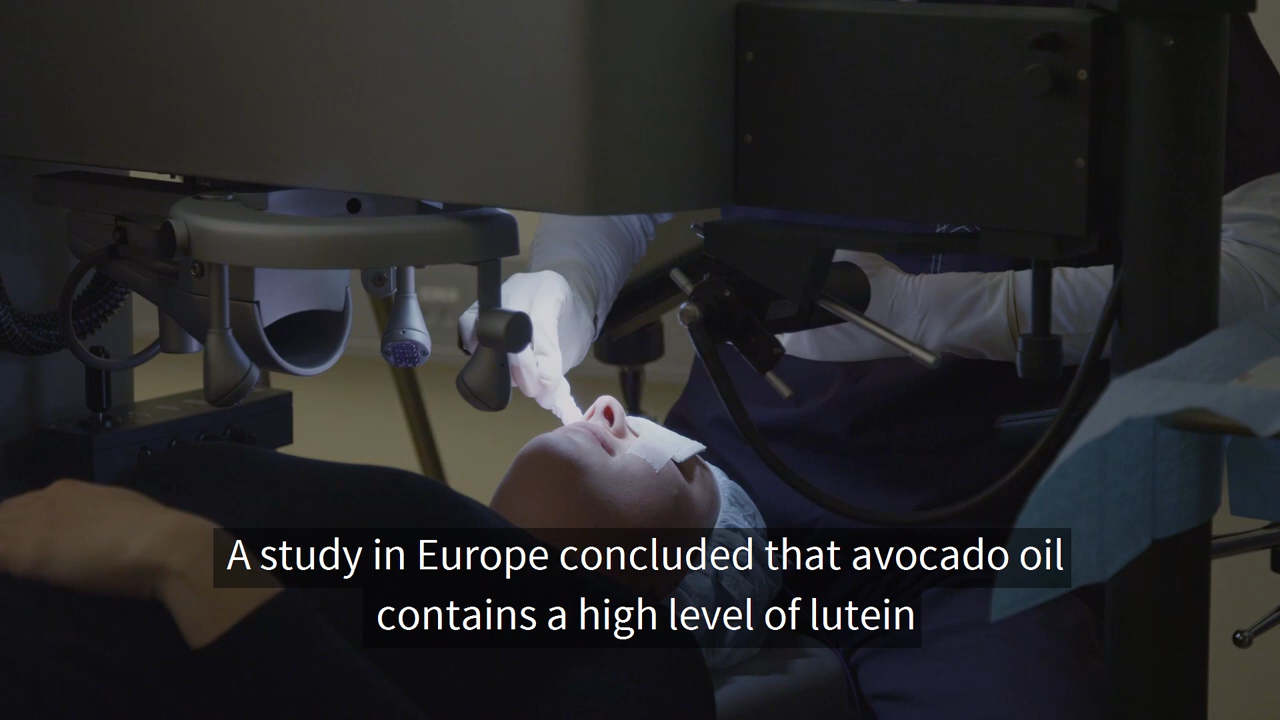 A study in Europe concluded that avocado oil
contains a high level of lutein